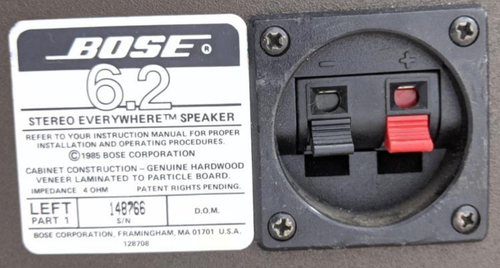 BOSE®
6.2
STEREO EVERYWHERE™ SPEAKER
REFER TO YOUR INSTRUCTION MANUAL FOR PROPER
INSTALLATION AND OPERATING PROCEDURES.
©1985 BOSE CORPORATION
CABINET CONSTRUCTION – GENUINE HARDWOOD
VENEER LAMINATED TO PARTICLE BOARD.
IMPEDANCE 4 OHM PATENT RIGHTS PENDING.
LEFT 148766 D.O.M.
PART 1 S/N
BOSE CORPORATION, FRAMINGHAM, MA 01701 U.S.A.
128708
– +